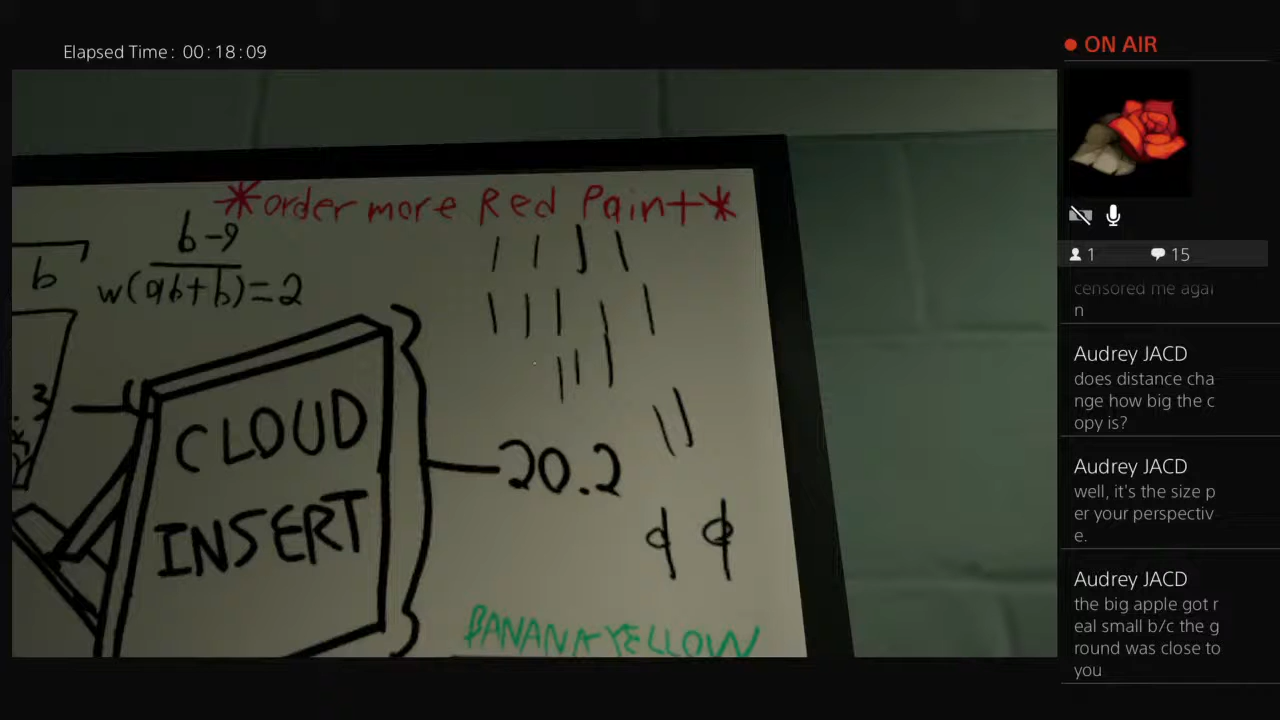 Elapsed Time: 00:18:09
ON AIR
*order more Red Paint*
b
b-9
w(ab+b)=2
.3
CLOUD
INSERT
20.2
BANANA YELLOW
1
15
censored me agai
n
Audrey JACD
does distance cha
nge how big the c
opy is?
Audrey JACD
well, it's the size p
er your perspectiv
e.
Audrey JACD
the big apple got r
eal small b/c the g
round was close to
you